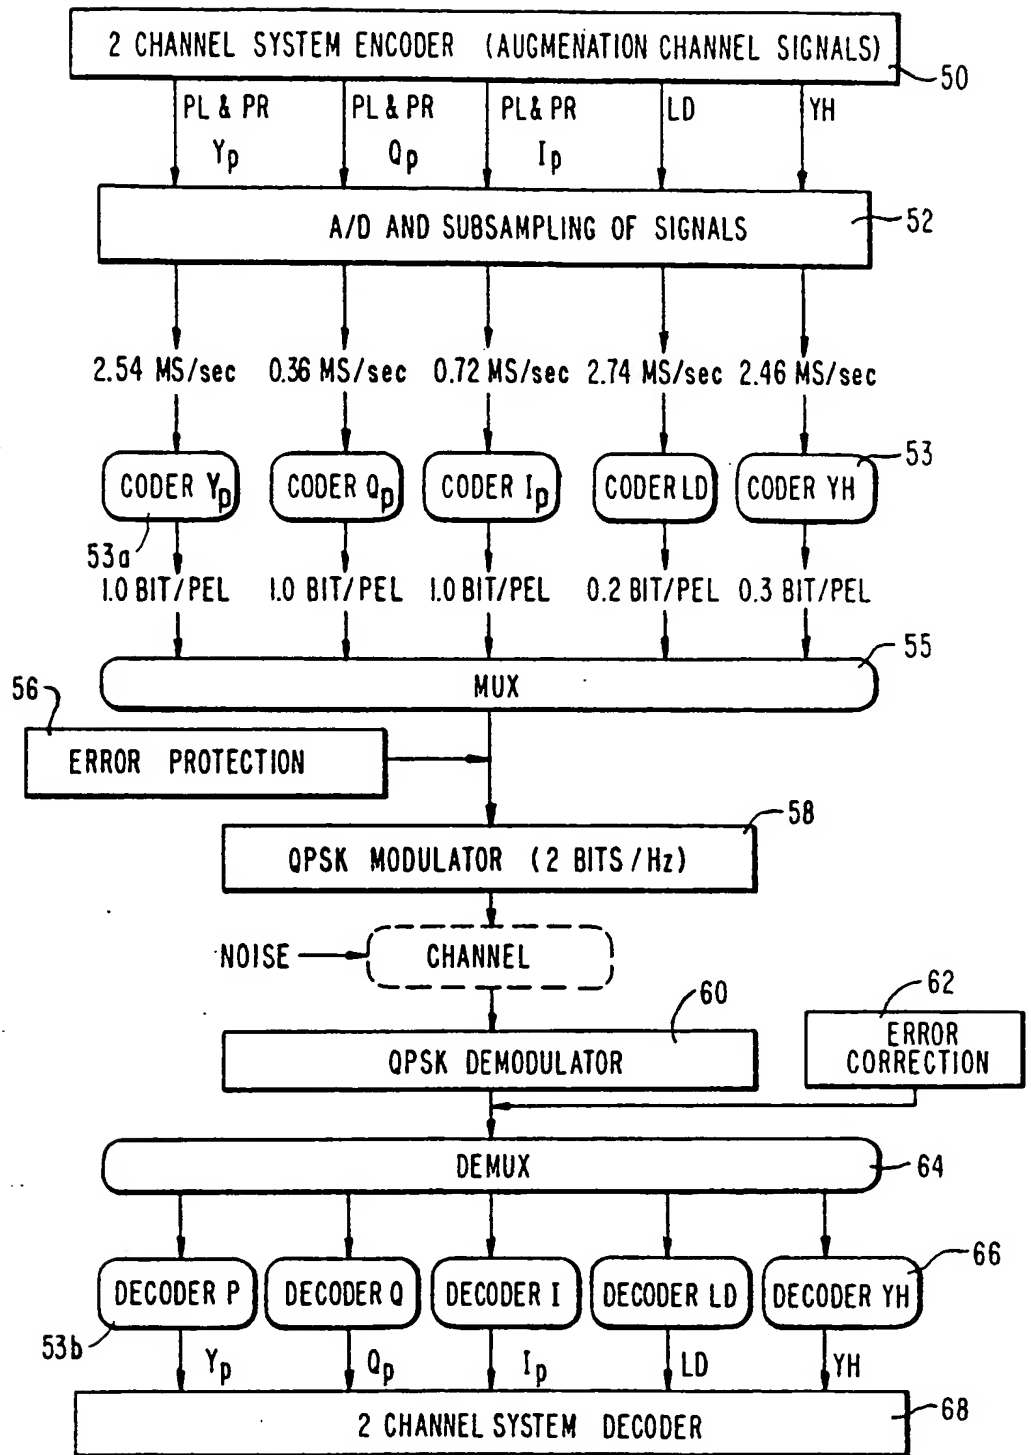 2 CHANNEL SYSTEM ENCODER (AUGMENATION CHANNEL SIGNALS)
50
PL & PR PL & PR PL & PR LD YH
Yp Qp Ip
A/D AND SUBSAMPLING OF SIGNALS
52
2.54 MS/sec 0.36 MS/sec 0.72 MS/sec 2.74 MS/sec 2.46 MS/sec
53
CODER Yp CODER Qp CODER Ip CODER LD CODER YH
53a
1.0 BIT/PEL 1.0 BIT/PEL 1.0 BIT/PEL 0.2 BIT/PEL 0.3 BIT/PEL
55
MUX
56
ERROR PROTECTION
58
QPSK MODULATOR (2 BITS/Hz)
NOISE CHANNEL
60
62
QPSK DEMODULATOR
ERROR
CORRECTION
DEMUX
64
66
DECODER P DECODER Q DECODER I DECODER LD DECODER YH
53b
Yp Qp Ip LD YH
2 CHANNEL SYSTEM DECODER
68